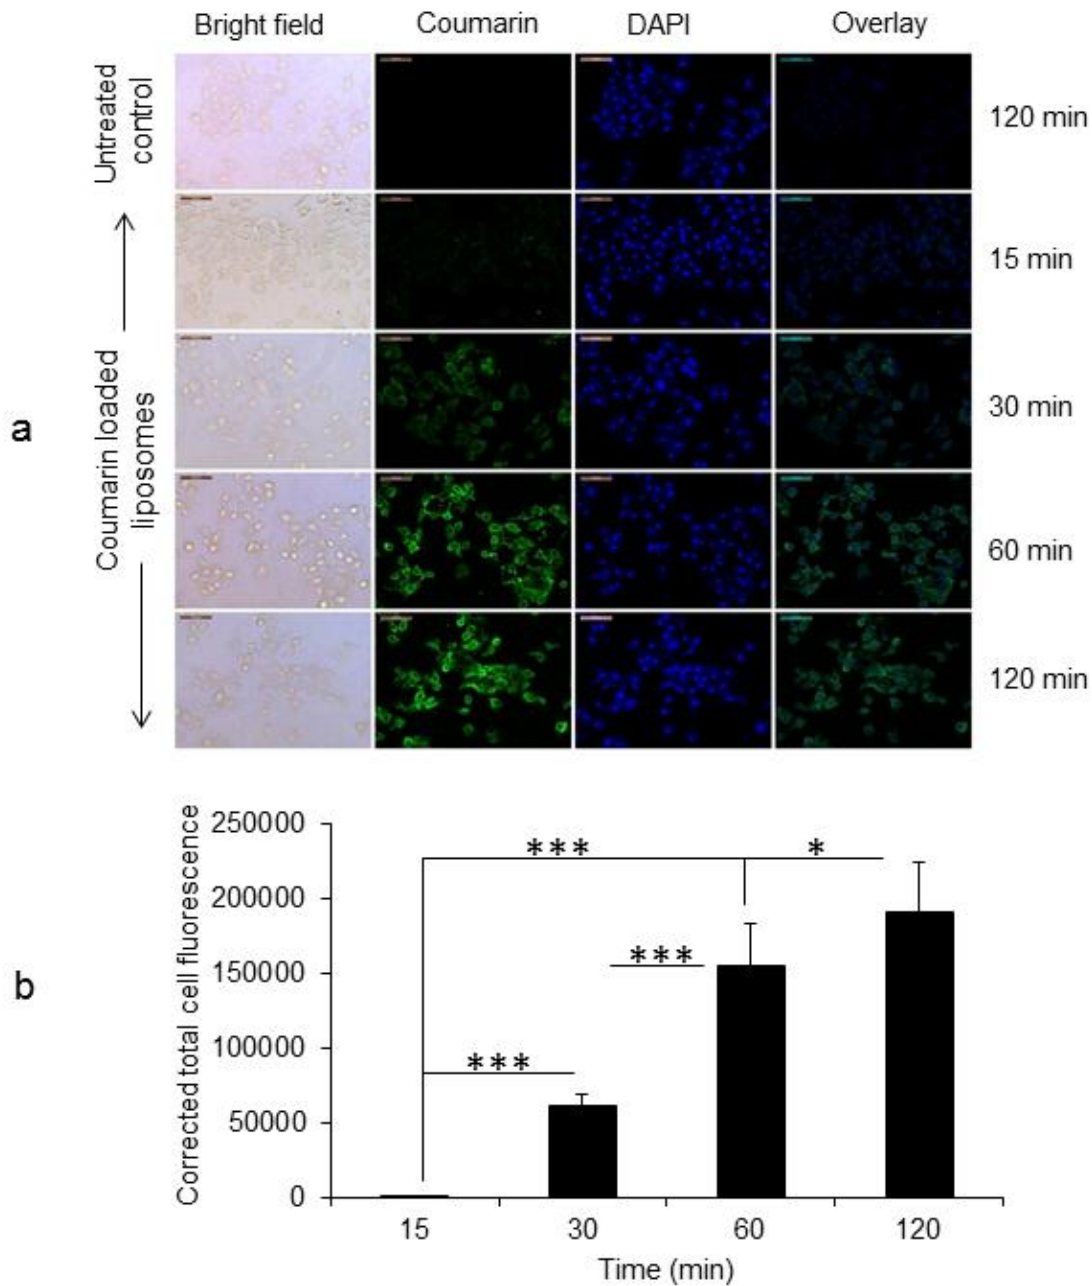 Bright field Coumarin DAPI Overlay
Untreated control
120 min
15 min
a
Coumarin loaded liposomes
30 min
60 min
120 min
b
Corrected total cell fluorescence
250000
200000
150000
100000
50000
0
***
*
***
***
15 30 60 120
Time (min)